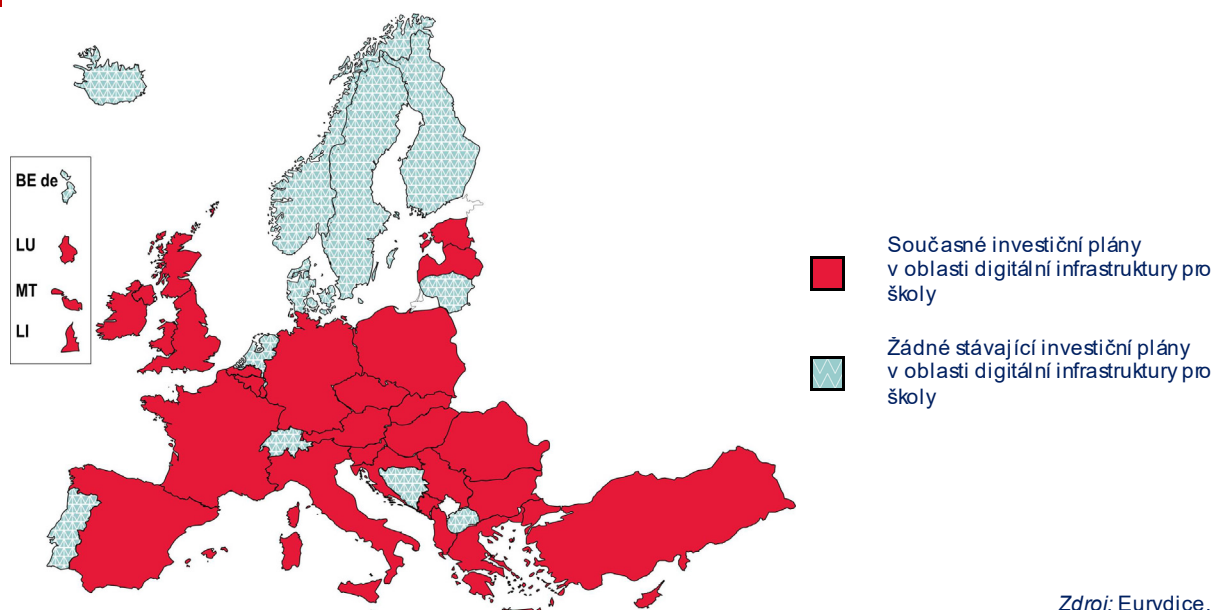 BE de
LU
MT
LI
Současné investiční plány
v oblasti digitální infrastruktury pro
školy
Žádné stávající investiční plány
v oblasti digitální infrastruktury pro
školy
Zdroj: Eurydice.